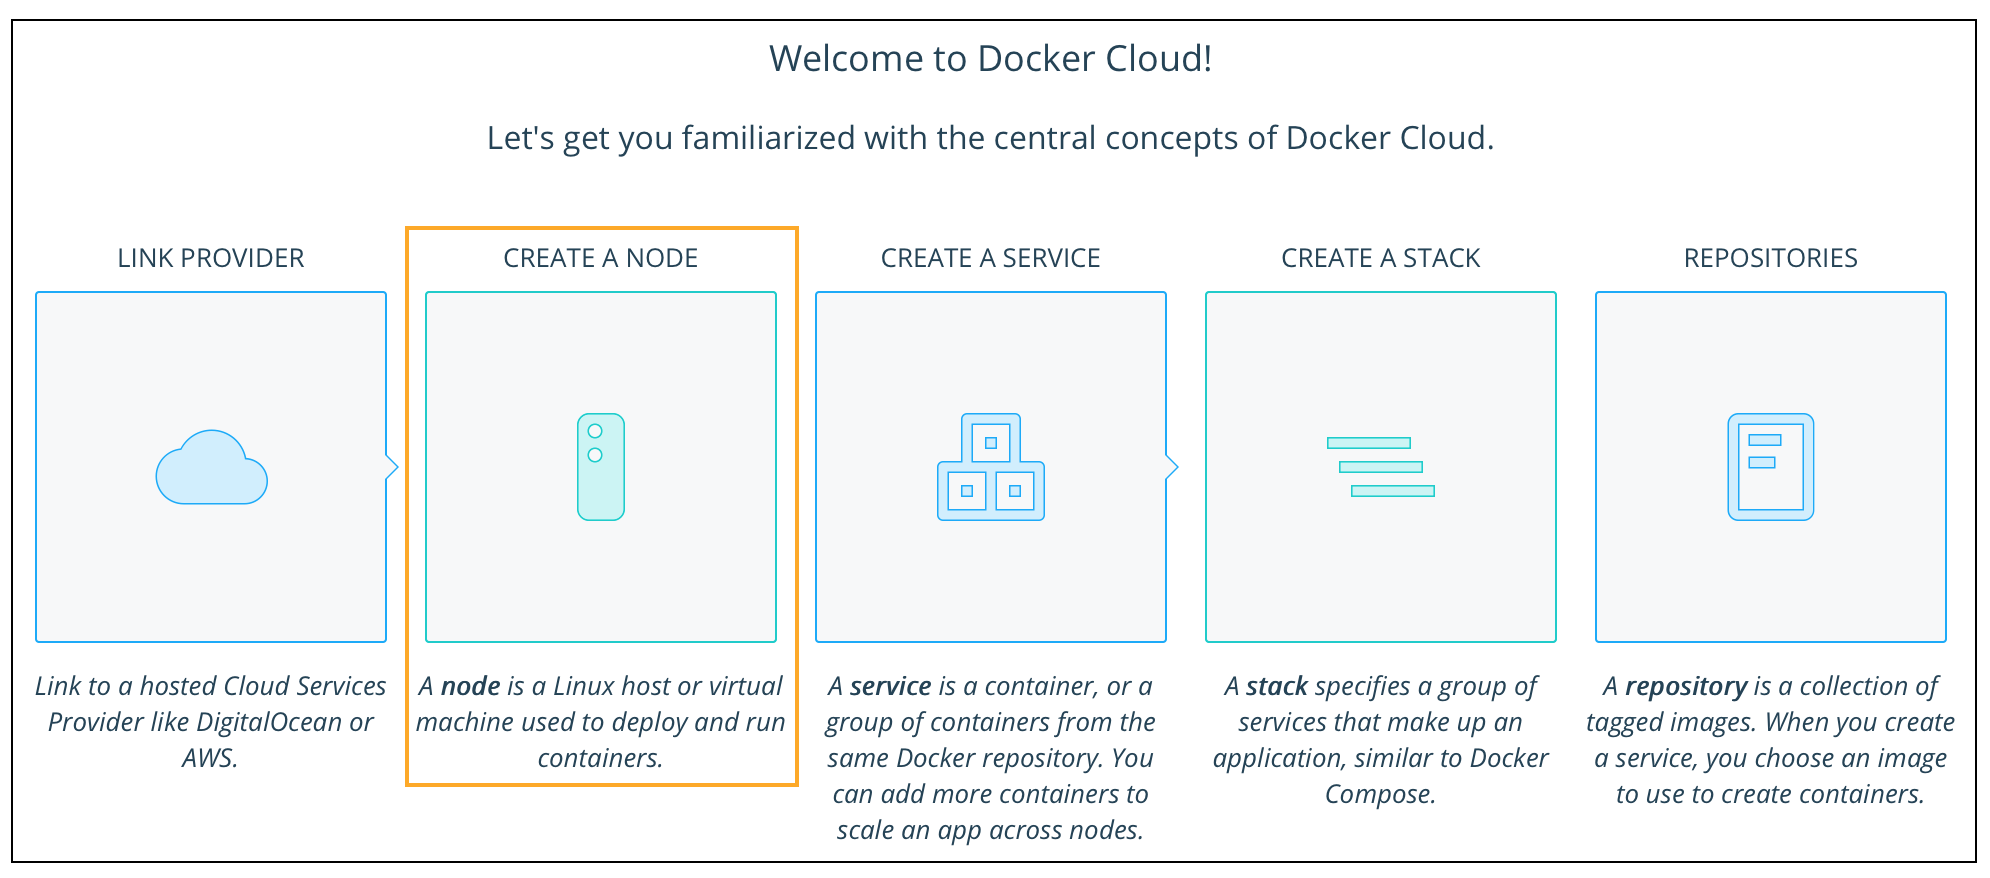 Welcome to Docker Cloud!
Let's get you familiarized with the central concepts of Docker Cloud.
LINK PROVIDER
Link to a hosted Cloud Services
Provider like DigitalOcean or
AWS.
CREATE A NODE
A node is a Linux host or virtual
machine used to deploy and run
containers.
CREATE A SERVICE
A service is a container, or a
group of containers from the
same Docker repository. You
can add more containers to
scale an app across nodes.
CREATE A STACK
A stack specifies a group of
services that make up an
application, similar to Docker
Compose.
REPOSITORIES
A repository is a collection of
tagged images. When you create
a service, you choose an image
to use to create containers.